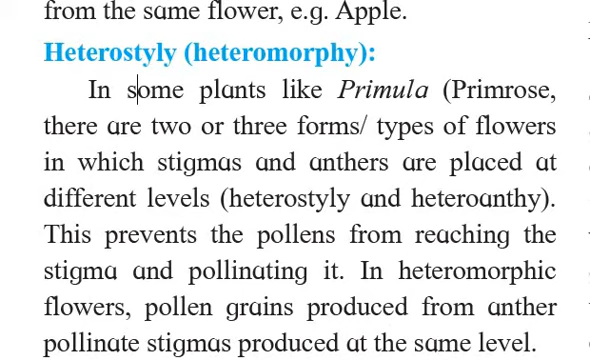 from the same flower, e.g. Apple.
Heterostyly (heteromorphy):
In some plants like Primula (Primrose,
there are two or three forms/ types of flowers
in which stigmas and anthers are placed at
different levels (heterostyly and heteroanthy).
This prevents the pollens from reaching the
stigma and pollinating it. In heteromorphic
flowers, pollen grains produced from anther
pollinate stigmas produced at the same level.